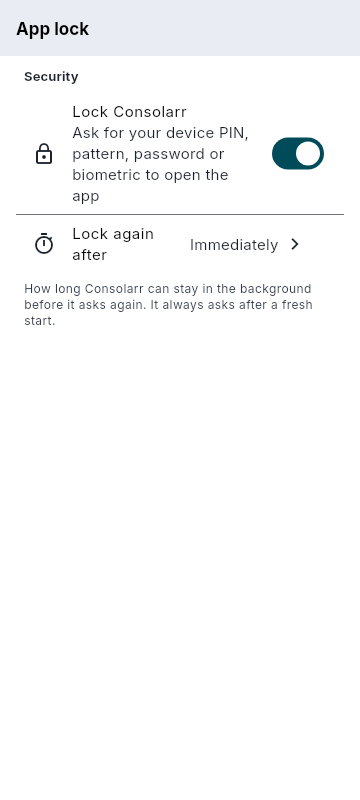 App lock
Security
Lock Consolarr
Ask for your device PIN,
pattern, password or
biometric to open the
app
Lock again
after
Immediately
How long Consolarr can stay in the background
before it asks again. It always asks after a fresh
start.